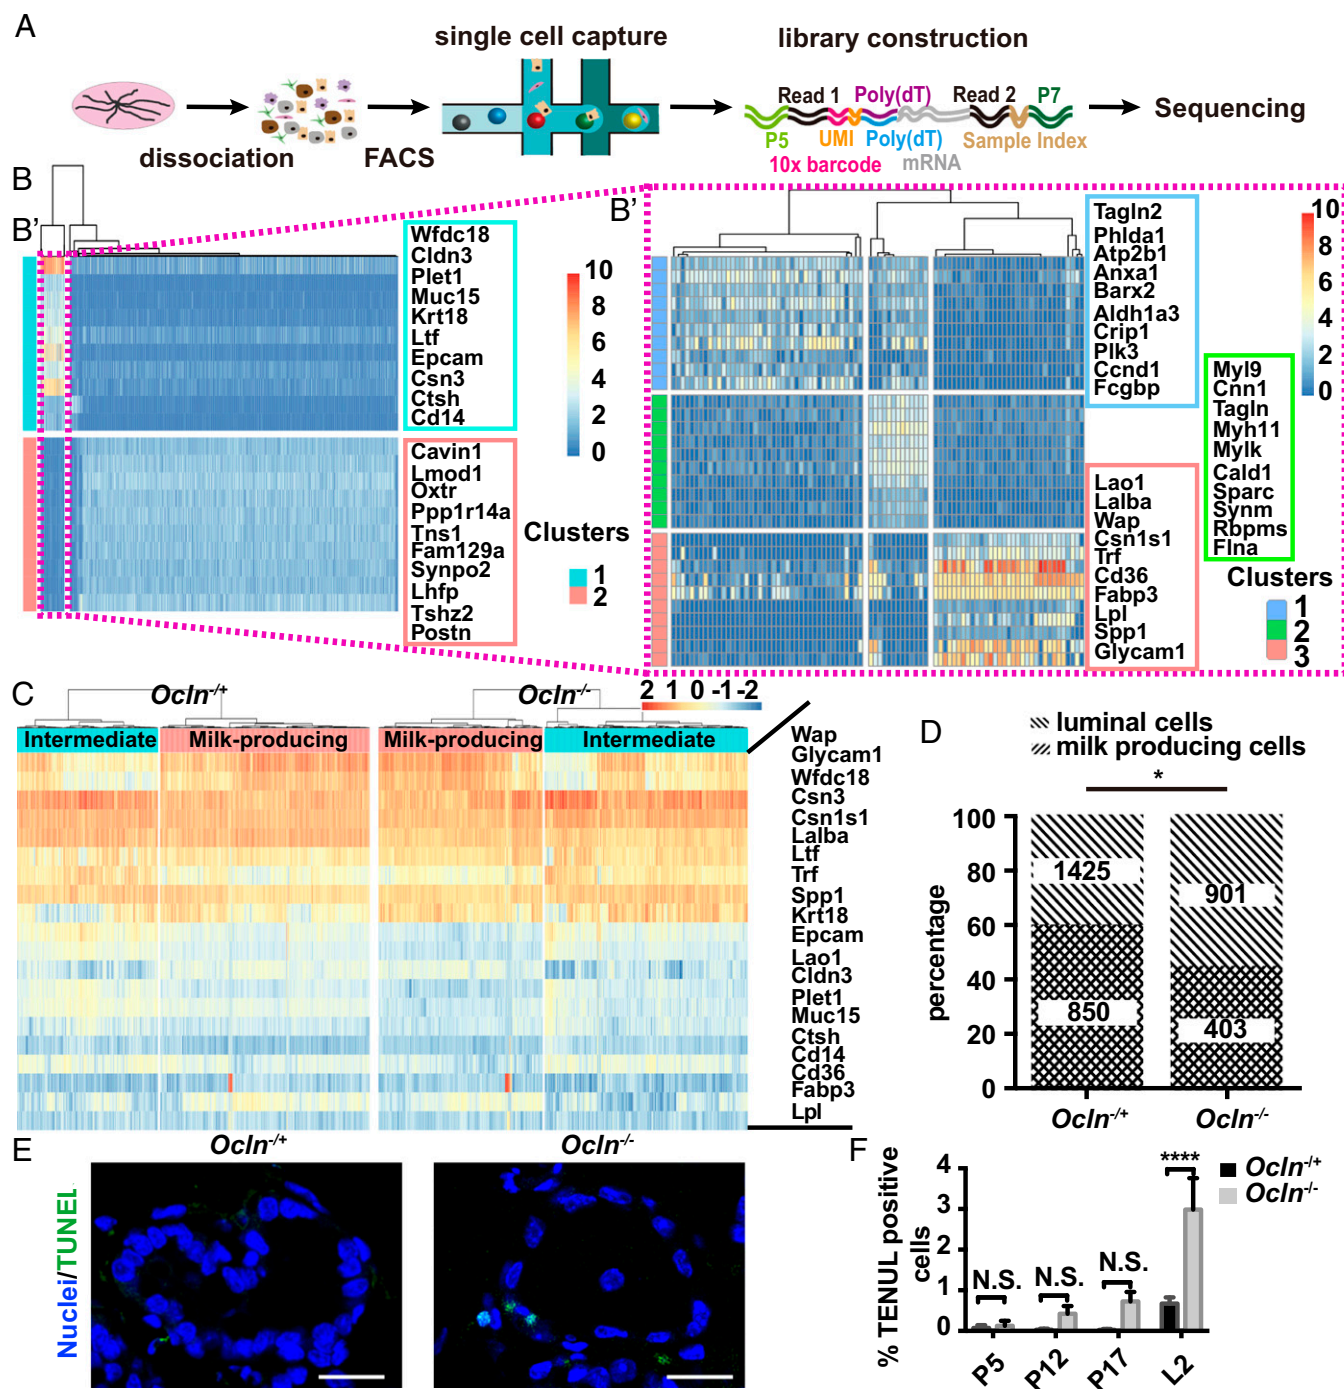 A
single cell capture
library construction
Read 1
Poly(dT)
Read 2
P7
Sequencing
P5
UMI
Poly(dT)
Sample Index
dissociation
FACS
10x barcode
mRNA
B
B’
Wfdc18
Cldn3
Plet1
Muc15
Krt18
Ltf
Epcam
Csn3
Ctsh
Cd14
10
8
6
4
2
0
Cavin1
Lmod1
Oxtr
Ppp1r14a
Tns1
Fam129a
Synpo2
Lhfp
Tshz2
Postn
Clusters
1
2
B’
Tagln2
Phlda1
Atp2b1
Anxa1
Barx2
Aldh1a3
Crip1
Plk3
Ccnd1
Fcgbp
10
8
6
4
2
0
Myl9
Cnn1
Tagln
Myh11
Mylk
Cald1
Sparc
Synm
Rbpms
Flna
Lao1
Lalba
Wap
Csn1s1
Trf
Cd36
Fabp3
Lpl
Spp1
Glycam1
Clusters
1
2
3
C
Ocln-/+
Ocln-/-
2 1 0 -1 -2
Intermediate
Milk-producing
Milk-producing
Intermediate
Wap
Glycam1
Wfdc18
Csn3
Csn1s1
Lalba
Ltf
Trf
Spp1
Krt18
Epcam
Lao1
Cldn3
Plet1
Muc15
Ctsh
Cd14
Cd36
Fabp3
Lpl
D
luminal cells
milk producing cells
*
percentage
100
80
60
40
20
0
1425
901
850
403
Ocln-/+
Ocln-/-
E
Ocln-/+
Ocln-/-
Nuclei/TUNEL
F
% TENUL positive
cells
4
3
2
1
0
N.S.
N.S.
N.S.
****
Ocln-/+
Ocln-/-
P5
P12
P17
L2